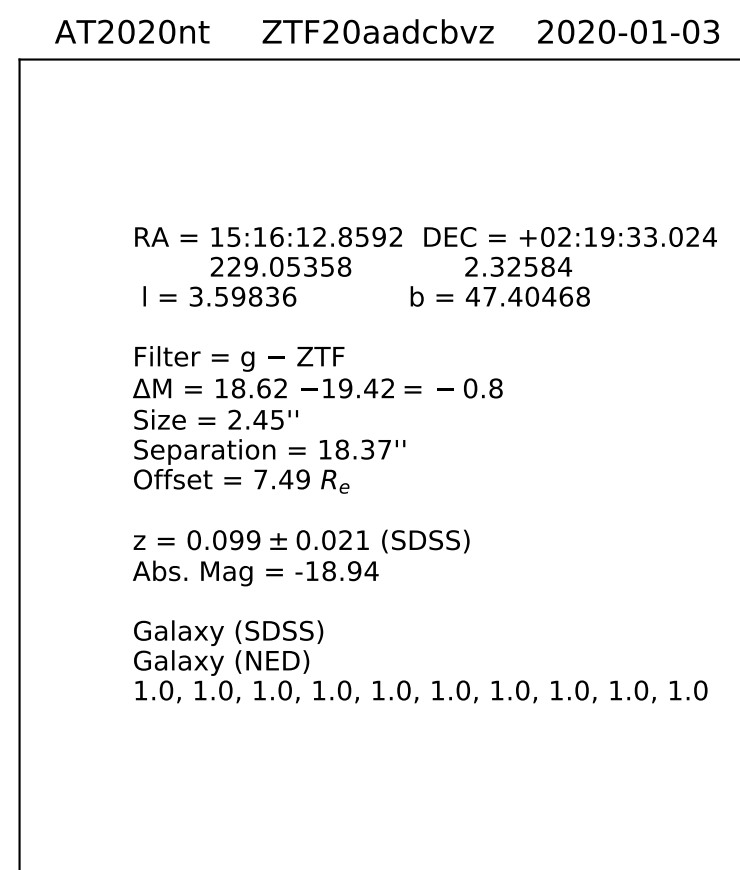 AT2020nt ZTF20aadcbvz 2020-01-03
RA = 15:16:12.8592 DEC = +02:19:33.024
229.05358 2.32584
l = 3.59836 b = 47.40468
Filter = g − ZTF
ΔM = 18.62 −19.42 = − 0.8
Size = 2.45''
Separation = 18.37''
Offset = 7.49 Rₑ
z = 0.099 ± 0.021 (SDSS)
Abs. Mag = -18.94
Galaxy (SDSS)
Galaxy (NED)
1.0, 1.0, 1.0, 1.0, 1.0, 1.0, 1.0, 1.0, 1.0, 1.0